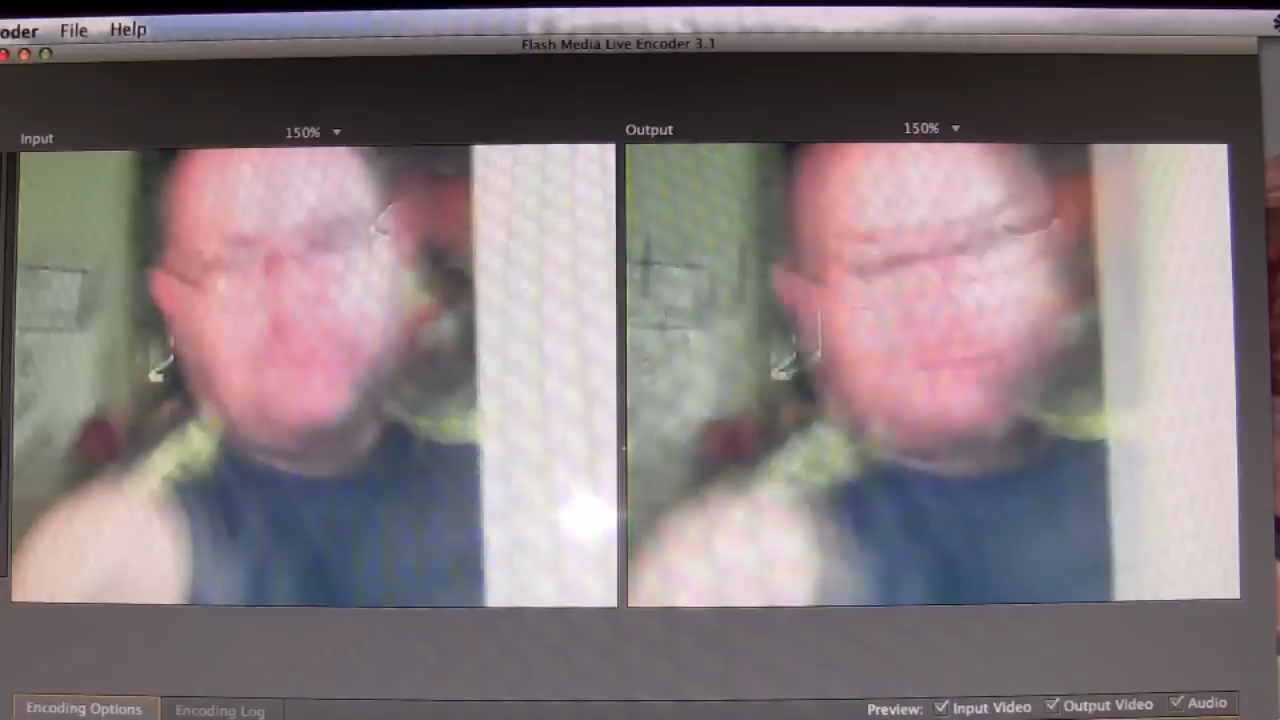 oder File Help
Flash Media Live Encoder 3.1
Input 150% Output 150%
Encoding Options Encoding Log Preview: Input Video Output Video Audio